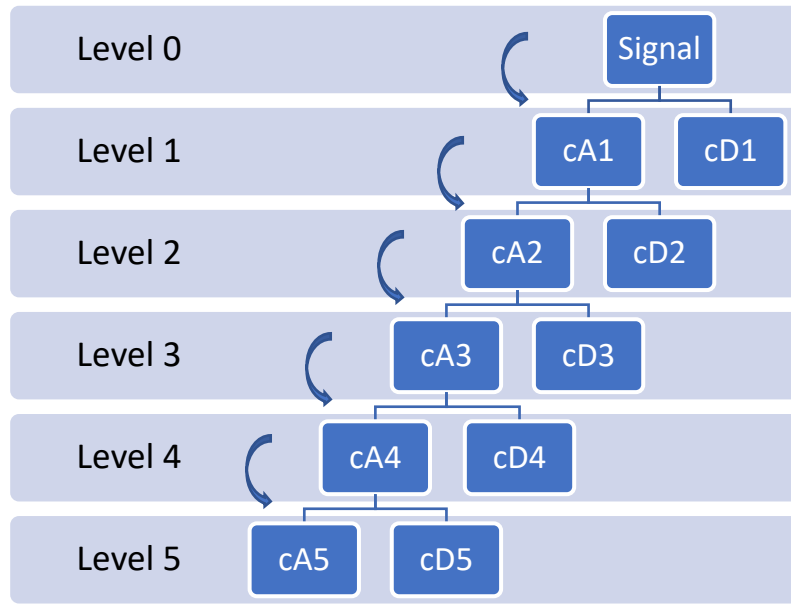 Level 0 Signal
Level 1 cA1 cD1
Level 2 cA2 cD2
Level 3 cA3 cD3
Level 4 cA4 cD4
Level 5 cA5 cD5